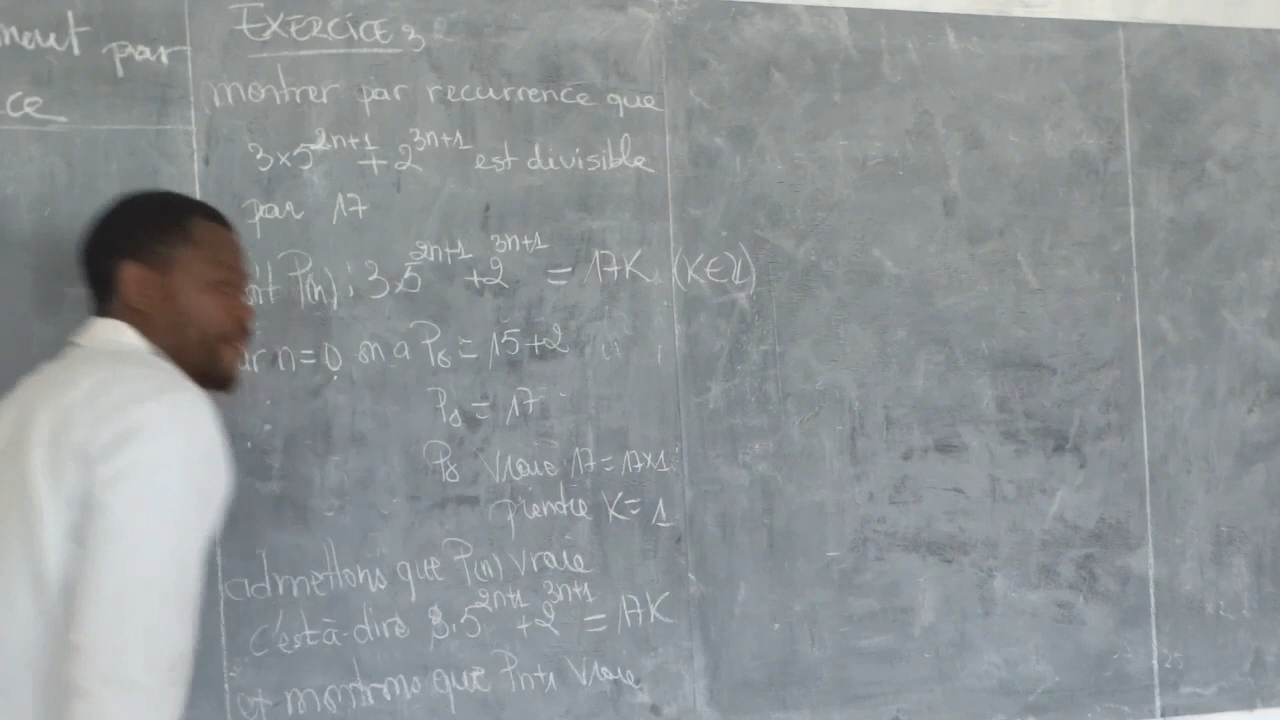 ment par
ce
EXERCICE 3
montrer par recurrence que
3×5^{2n+1} + 2^{3n+1} est divisible
par 17
P(n) : 3.5^{2n+1} + 2^{3n+1} = 17K (K∈Z)
n=0 on a P0 = 15+2
P0 = 17
P0 Vraie 17=17×1
prendre K=1
admettons que P(n) Vraie
c'est à-dire 3.5^{2n+1} + 2^{3n+1} = 17K
et montrons que Pn+1 Vraie